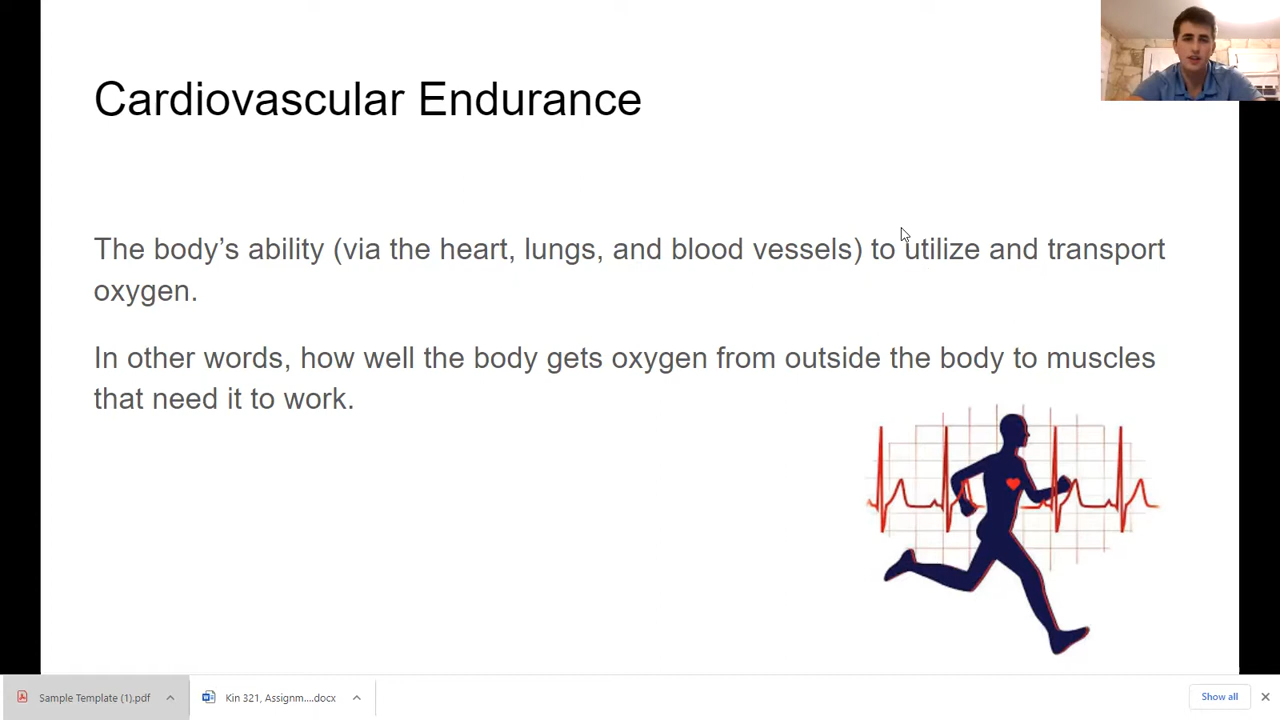 Cardiovascular Endurance
The body’s ability (via the heart, lungs, and blood vessels) to utilize and transport
oxygen.
In other words, how well the body gets oxygen from outside the body to muscles
that need it to work.
Sample Template (1).pdf
Kin 321, Assignm....docx
Show all